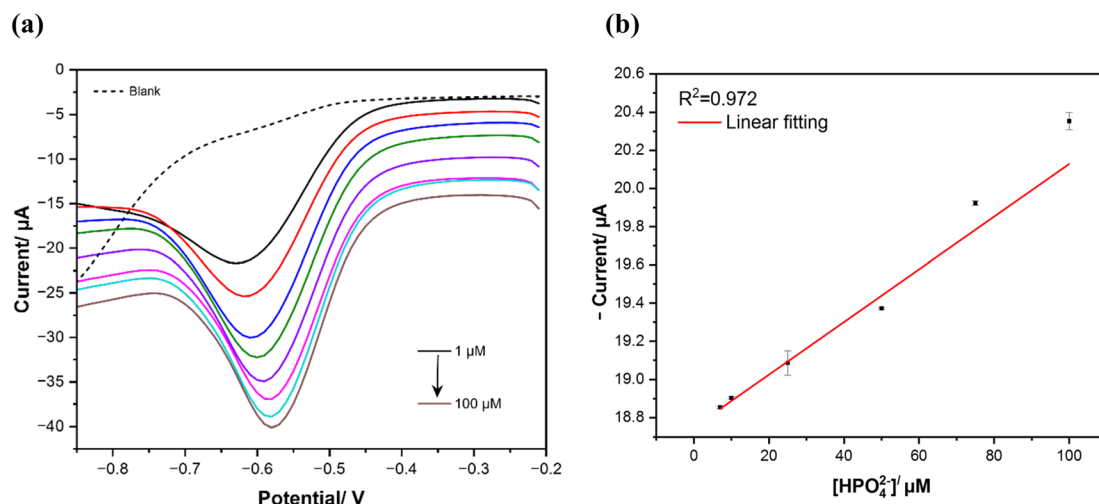 (a)
0
−5
−10
−15
−20
−25
−30
−35
−40
Current/ µA
Blank
1 µM
100 µM
−0.8
−0.7
−0.6
−0.5
−0.4
−0.3
−0.2
Potential/ V
(b)
20.6
20.4
20.2
20.0
19.8
19.6
19.4
19.2
19.0
18.8
− Current/ µA
R²=0.972
Linear fitting
0
20
40
60
80
100
[HPO₄²⁻]/ µM